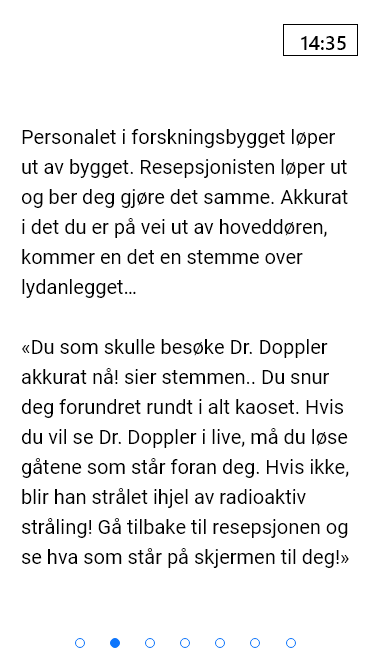 14:35
Personalet i forskningsbygget løper
ut av bygget. Resepsjonisten løper ut
og ber deg gjøre det samme. Akkurat
i det du er på vei ut av hoveddøren,
kommer en det en stemme over
lydanlegget...
«Du som skulle besøke Dr. Doppler
akkurat nå! sier stemmen.. Du snur
deg forundret rundt i alt kaoset. Hvis
du vil se Dr. Doppler i live, må du løse
gåtene som står foran deg. Hvis ikke,
blir han strålet ihjel av radioaktiv
stråling! Gå tilbake til resepsjonen og
se hva som står på skjermen til deg!»